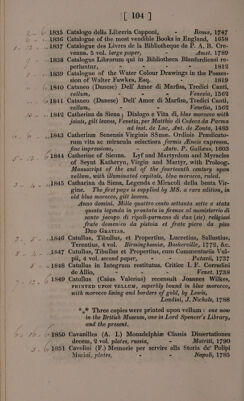 [ 104 ]
1835 Catalogo della Libreria Capponi, - Rome, 1747
1836 Catalogue of the most vendible Books in England, 1658
1837 Catalogue des Livres de la Bibliotheque de P. A. B. Crevenna, 5 vol. large paper, - Amst. 1789
1838 Catalogus Librorum qui in Bibliotheca Blandfordiensi reperiuntur, - 1812
1839 Catalogue of the Water Colour Drawings in the Possession of Walter Fawkes, Esq. 1819
1840 Cataneo (Danese) Dell' Amor di Marfisa, Tredici Canti,
vellum, - Venezia, 1562
1841 Cataneo (Danese) Dell' Amor di Marfisa, Tredici Canti,
vellum, - Venetia, 1562
1842 Catherina da Siena; Dialogo e Vita di, blue morocco with
joints, gilt leaves, Venetia, per Matthio di Codeca da Parma
ad inst. de Luc. Ant. de Zonta, 1483
1843 Catherinæ Senensis Virginis SSmæ. Ordinis Prædicatorum vita ac miracula selectiora formis Æneis expressa,
fine impressions, Antv. P. Gallæus, 1603
1844 Catherine of Sienna. Lyf and Martyrdom and Myracles
of Seynt Katheryn, Virgin and Martyr, with Prolog.
Manuscript of the end of the fourteenth century upon
vellum, with illuminated capitals, blue morocco, ruled.
1845 Catharina da Siena, Legenda e Miracoli della beata Virgine. The first page is supplied by MS. a rare edition, in
old blue morocco, gilt leaves.
Anno domini. Mille quattro cento settanta sette e stata
questa legenda in prontate in firenze al monisterio di
santo jacopo di ripoli-parmano di due (sic) religiosi
frate domenico da pistoia et frate piero da pisa
DEO GRATIAS.
1846 Catullus, Tibullus, et Propertius, Lucretius, Sallustius,
Terentius, 4 vol. Birminghamiæ, Baskerville, 1772, &c.
1847 Catullus, Tibullus et Propertius, cum Commentariis Vulpii, 4 vol. second paper, Patavii, 1737
1848 Catullus in Integrum restitutus. Critice I. F. Corradini
de Allio, - Venet. 1738
1849 Catullus (Caius Valerius) recensuit Joannes Wilkes,
PRINTED UPON VELLUM, superbly bound in blue morocco,
with morocco lining and borders of gold, by Lewis,
Londini, J. Nichols, 1788
*** Three copies were printed upon vellum: one now
in the British Museum, one in Lord Spencer's Library,
and the present.
1850 Cavanilles (A. I.) Monadelphiæ Classis Dissertationes
decem, 2 vol. plates, russia, - Matriti, 1790
1851 Cavolini (F.) Memorie per servire alla Storia de' Polipi
Marini, plates, - Napoli, 1785